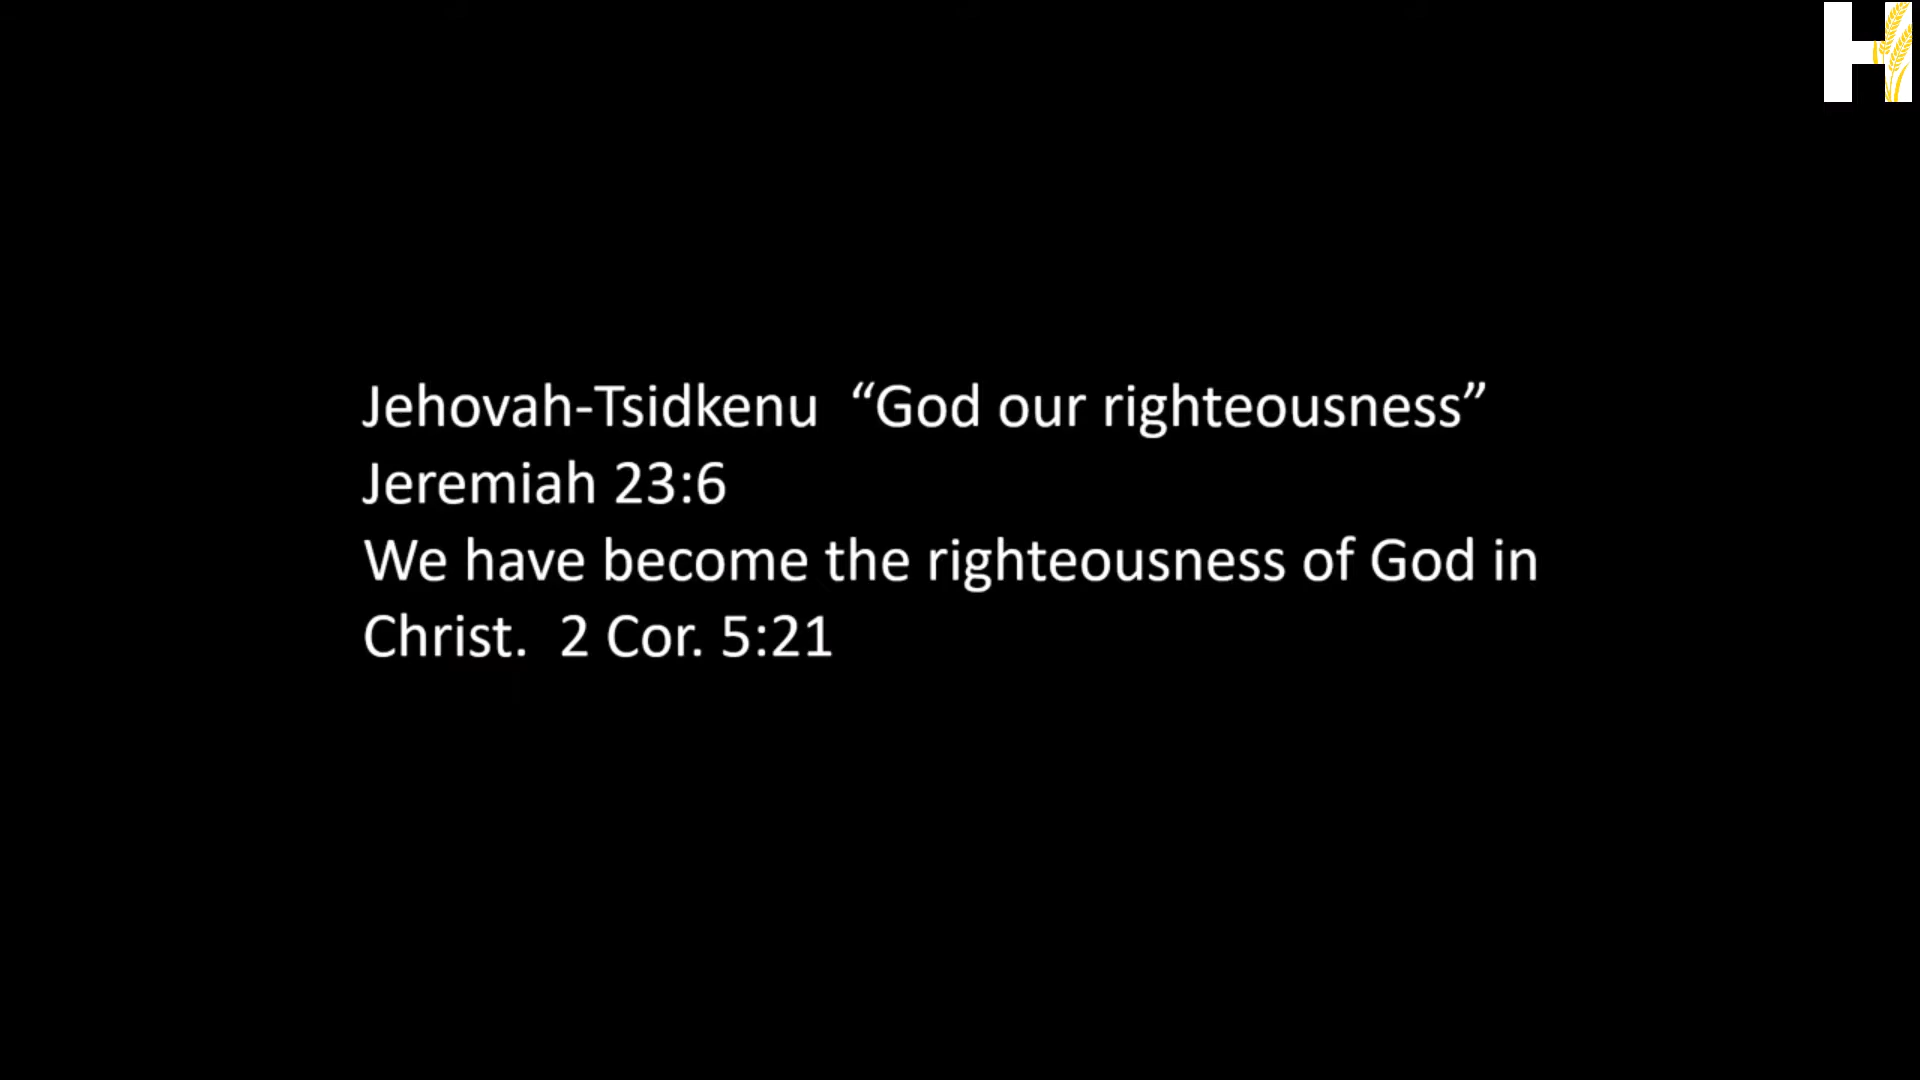 H
Jehovah-Tsidkenu  “God our righteousness”
Jeremiah 23:6
We have become the righteousness of God in
Christ.  2 Cor. 5:21